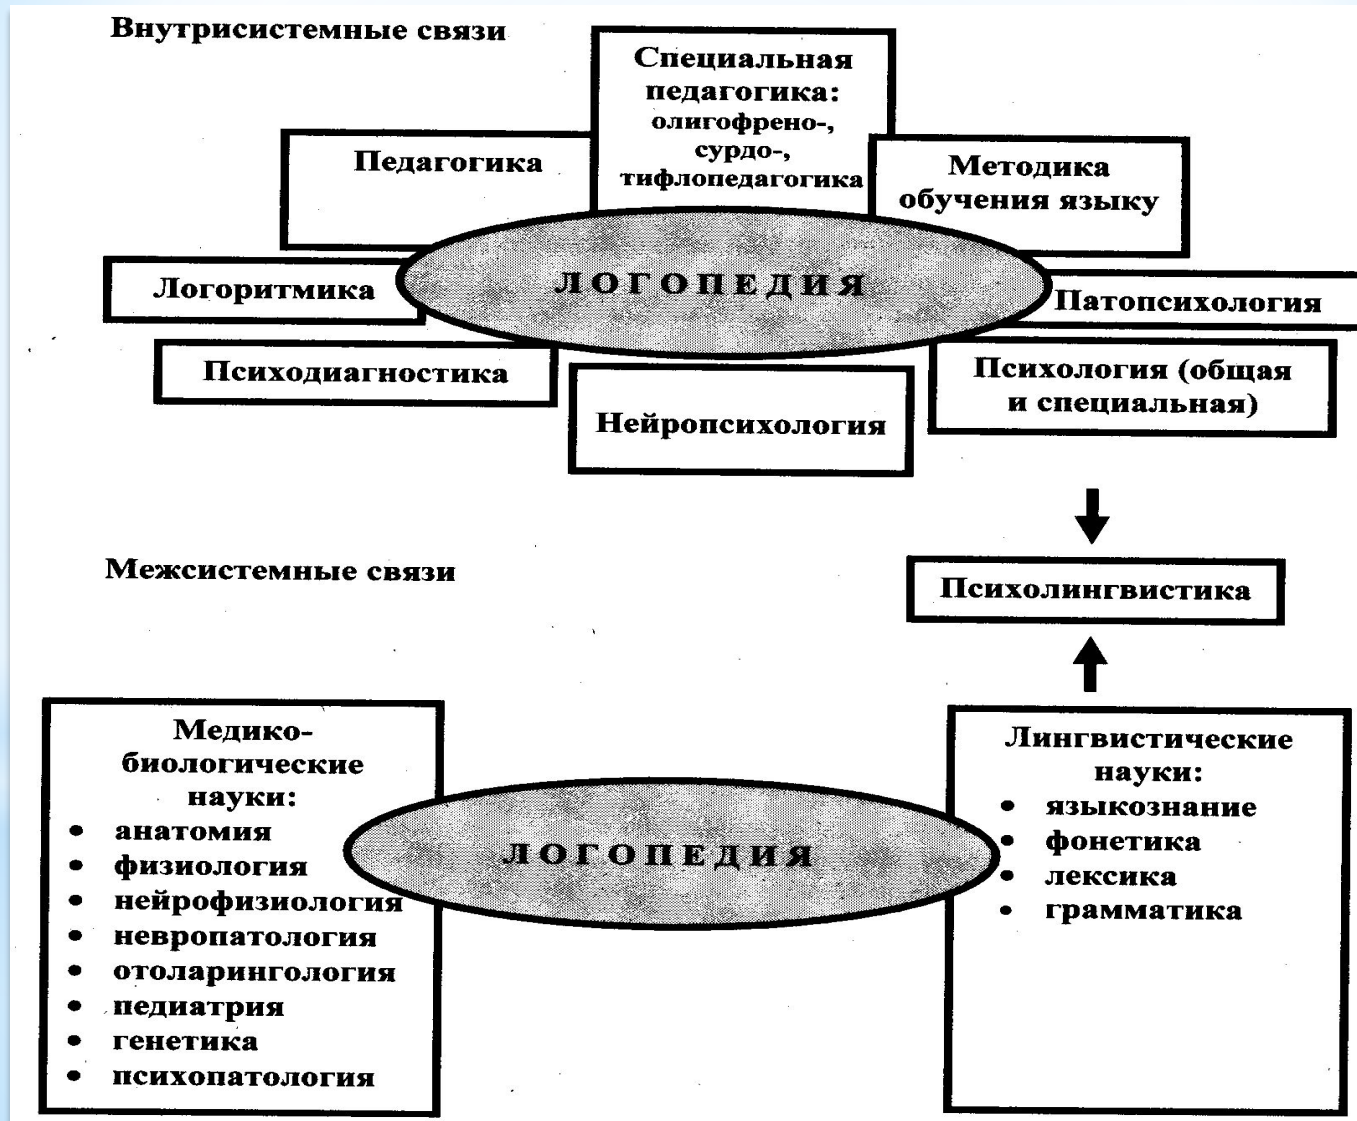 Внутрисистемные связи
Специальная
педагогика:
олигофрено-,
сурдо-,
тифлопедагогика
Педагогика
Методика
обучения языку
ЛОГОПЕДИЯ
Логоритмика
Патопсихология
Психодиагностика
Нейропсихология
Психология (общая
и специальная)
Межсистемные связи
Психолингвистика
Медико-
биологические
науки:
• анатомия
• физиология
• нейрофизиология
• невропатология
• отоларингология
• педиатрия
• генетика
• психопатология
ЛОГОПЕДИЯ
Лингвистические
науки:
• языкознание
• фонетика
• лексика
• грамматика